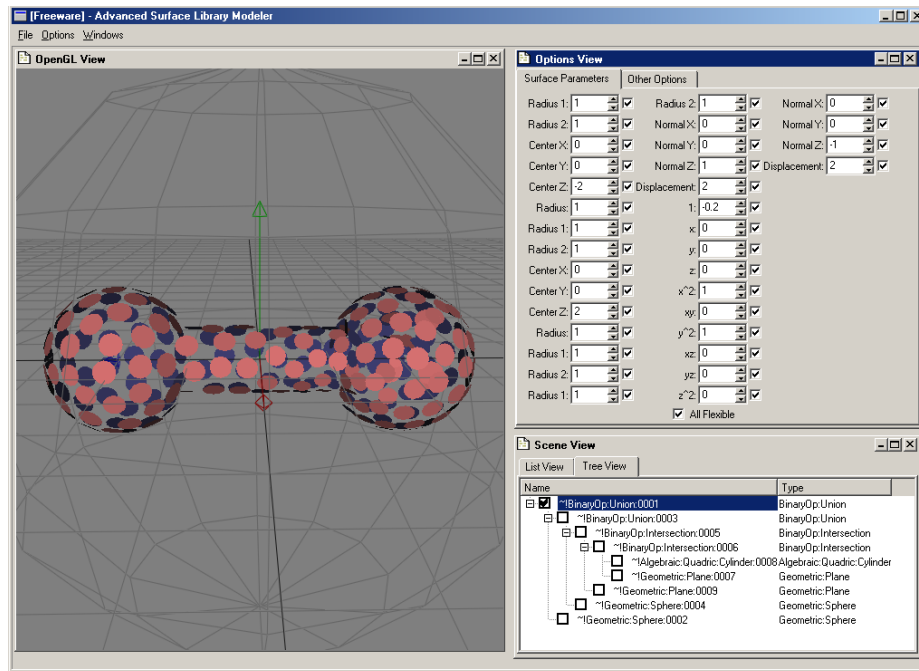 [Freeware] - Advanced Surface Library Modeler
File Options Windows
OpenGL View
Options View
Surface Parameters Other Options
Radius 1: 1 Radius 2: 1 Normal X: 0
Radius 2: 1 Normal X: 0 Normal Y: 0
Center X: 0 Normal Y: 0 Normal Z: -1
Center Y: 0 Normal Z: 1 Displacement: 2
Center Z: -2 Displacement: 2
Radius: 1 1: -0.2
Radius 1: 1 x: 0
Radius 2: 1 y: 0
Center X: 0 z: 0
Center Y: 0 x^2: 1
Center Z: 2 xy: 0
Radius: 1 y^2: 1
Radius 1: 1 xz: 0
Radius 2: 1 yz: 0
Radius 1: 1 z^2: 0
All Flexible
Scene View
List View Tree View
Name Type
~!BinaryOp:Union:0001 BinaryOp:Union
~!BinaryOp:Union:0003 BinaryOp:Union
~!BinaryOp:Intersection:0005 BinaryOp:Intersection
~!BinaryOp:Intersection:0006 BinaryOp:Intersection
~!Algebraic:Quadric:Cylinder:0008 Algebraic:Quadric:Cylinder
~!Geometric:Plane:0007 Geometric:Plane
~!Geometric:Plane:0009 Geometric:Plane
~!Geometric:Sphere:0004 Geometric:Sphere
~!Geometric:Sphere:0002 Geometric:Sphere